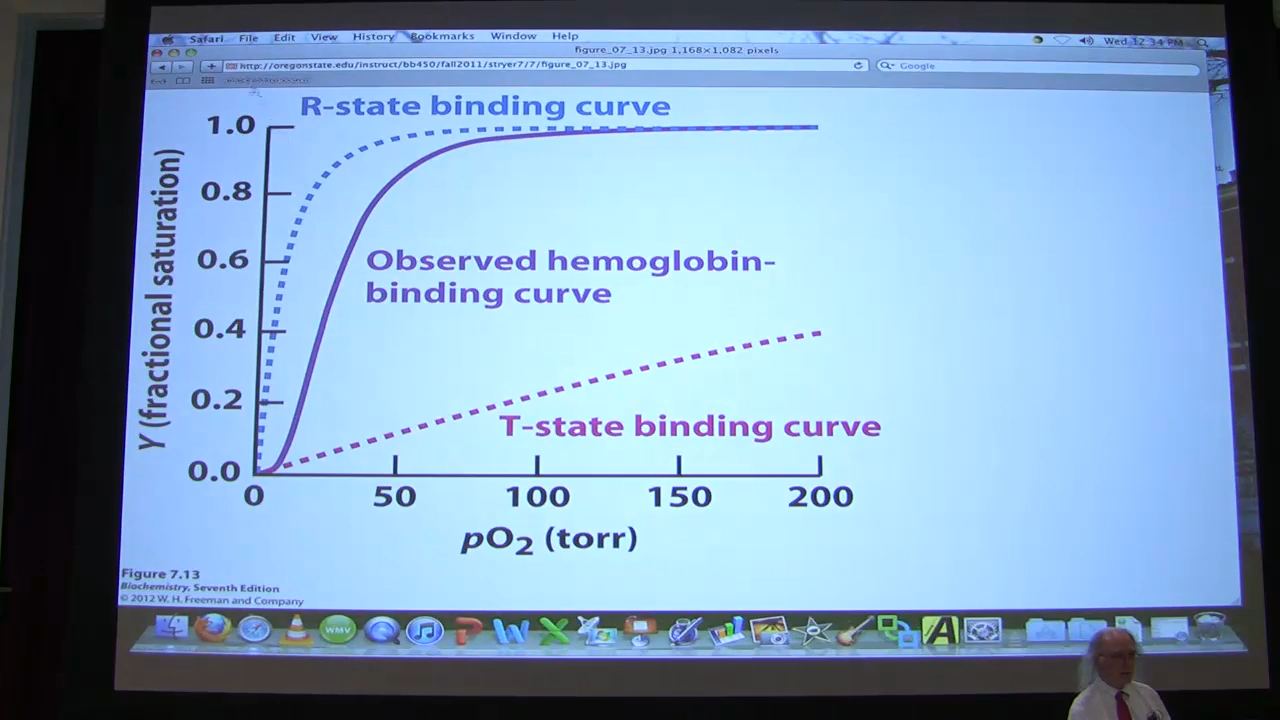 Safari File Edit View History Bookmarks Window Help
Wed 12:34 PM
figure_07_13.jpg 1,168×1,082 pixels
http://oregonstate.edu/instruct/bb450/fall2011/stryer7/7/figure_07_13.jpg
Google
R-state binding curve
1.0
0.8
0.6
0.4
0.2
0.0
Y (fractional saturation)
Observed hemoglobin-
binding curve
T-state binding curve
0 50 100 150 200
pO2 (torr)
Figure 7.13
Biochemistry, Seventh Edition
© 2012 W. H. Freeman and Company
WMV